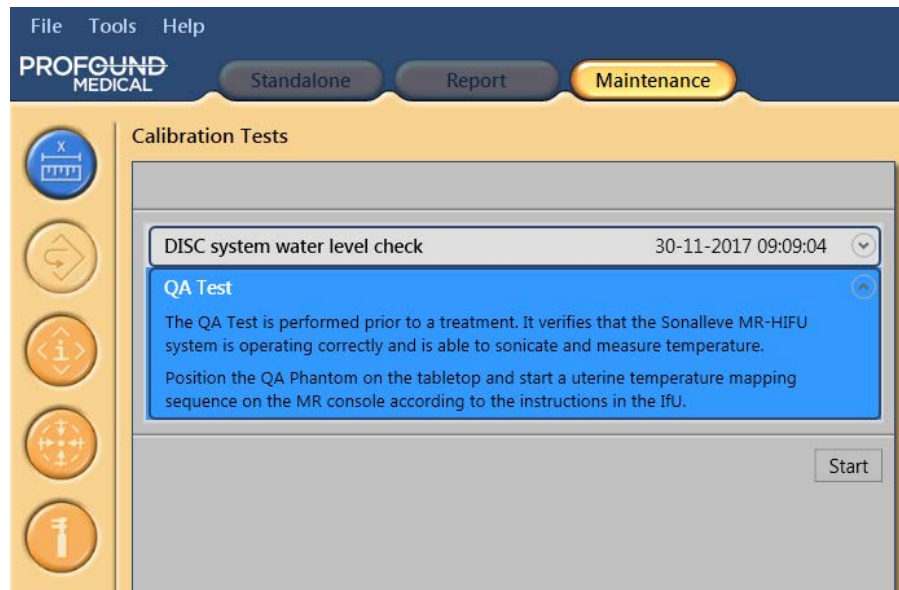 File Tools Help
PROFOUND
MEDICAL
Standalone Report Maintenance
X
Calibration Tests
DISC system water level check 30-11-2017 09:09:04
QA Test
The QA Test is performed prior to a treatment. It verifies that the Sonalleve MR-HIFU
system is operating correctly and is able to sonicate and measure temperature.
Position the QA Phantom on the tabletop and start a uterine temperature mapping
sequence on the MR console according to the instructions in the IfU.
i
Start